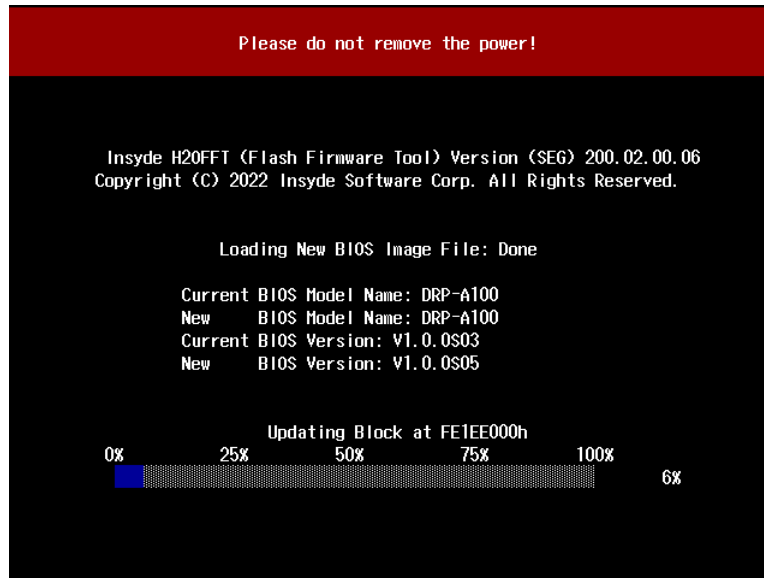 Please do not remove the power!
Insyde H2OFFT (Flash Firmware Tool) Version (SEG) 200.02.00.06
Copyright (C) 2022 Insyde Software Corp. All Rights Reserved.
Loading New BIOS Image File: Done
Current BIOS Model Name: DRP-A100
New BIOS Model Name: DRP-A100
Current BIOS Version: V1.0.0S03
New BIOS Version: V1.0.0S05
Updating Block at FE1EE000h
0% 25% 50% 75% 100%
6%